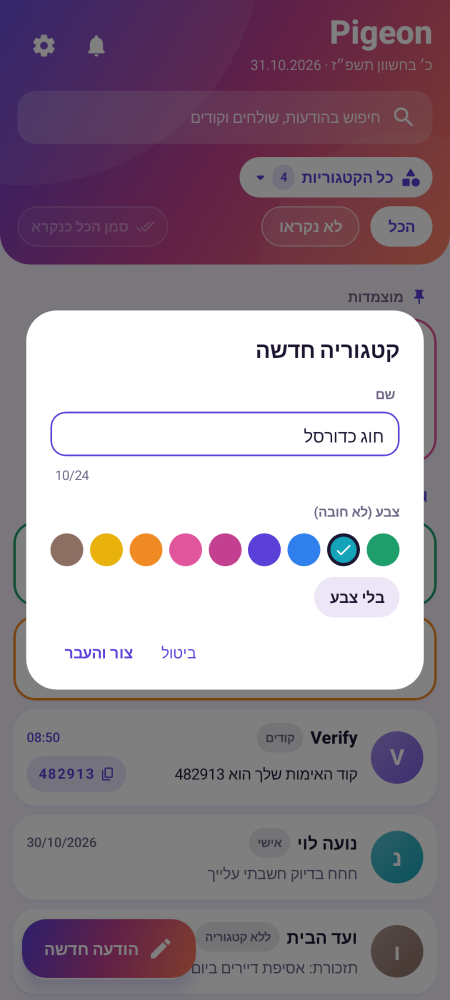 Pigeon
כ׳ בחשוון תשפ״ז · 31.10.2026
חיפוש בהודעות, שולחים וקודים
כל הקטגוריות 4
הכל
לא נקראו
סמן הכל כנקרא
מוצמדות
קטגוריה חדשה
שם
חוג כדורסל
10/24
צבע (לא חובה)
בלי צבע
ביטול
צור והעבר
Verify קודים 08:50
קוד האימות שלך הוא 482913 482913
נועה לוי אישי 30/10/2026
חחח בדיוק חשבתי עלייך
ועד הבית ללא קטגוריה
תזכורת: אסיפת דיירים ביום
הודעה חדשה
V
נ
ו